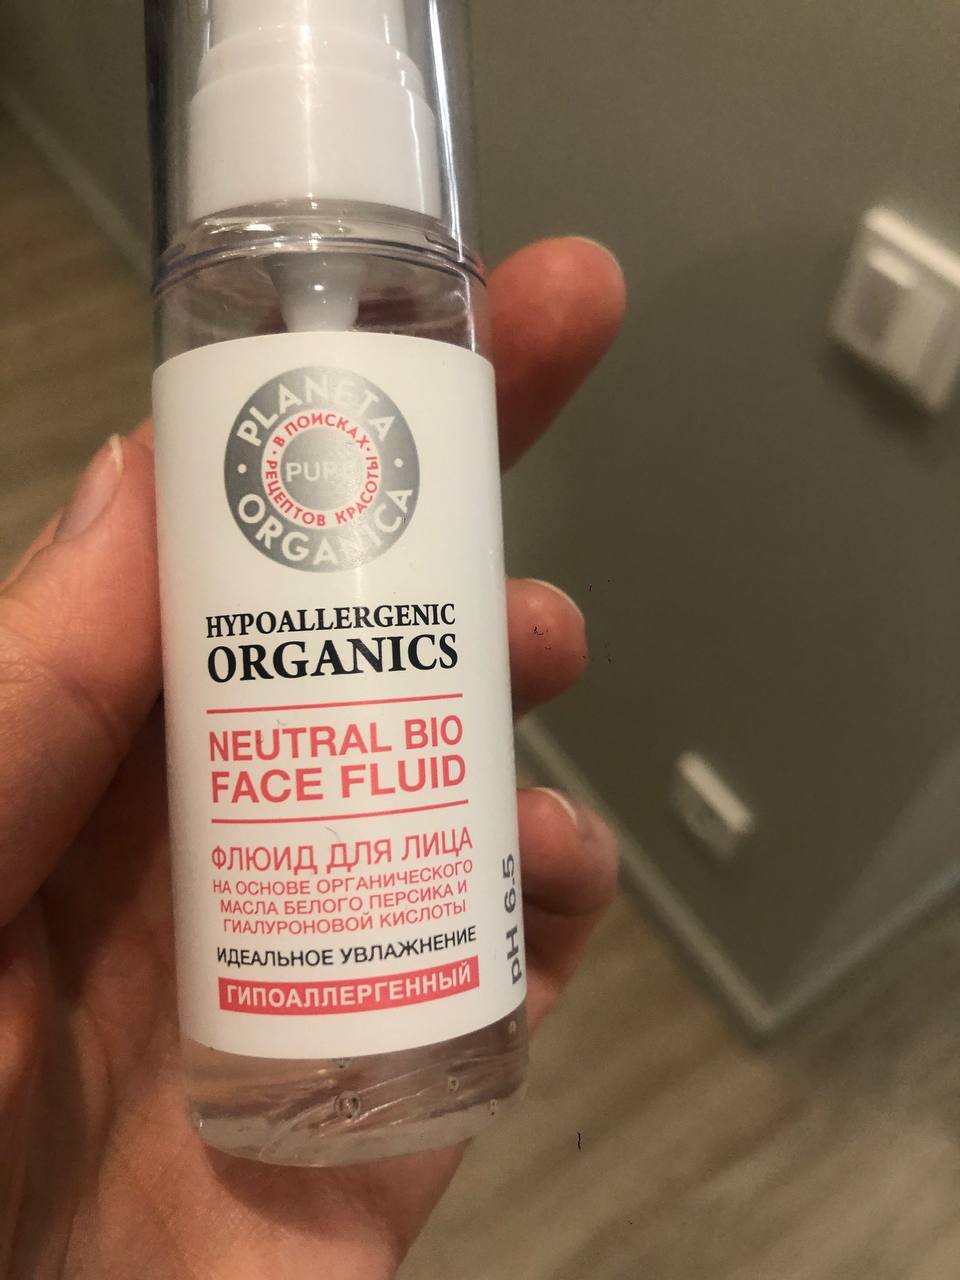 PLANETA
ORGANICA
В ПОИСКАХ
РЕЦЕПТОВ КРАСОТЫ
PURE
HYPOALLERGENIC
ORGANICS
NEUTRAL BIO
FACE FLUID
ФЛЮИД ДЛЯ ЛИЦА
НА ОСНОВЕ ОРГАНИЧЕСКОГО
МАСЛА БЕЛОГО ПЕРСИКА И
ГИАЛУРОНОВОЙ КИСЛОТЫ
ИДЕАЛЬНОЕ УВЛАЖНЕНИЕ
ГИПОАЛЛЕРГЕННЫЙ
pH 6.5